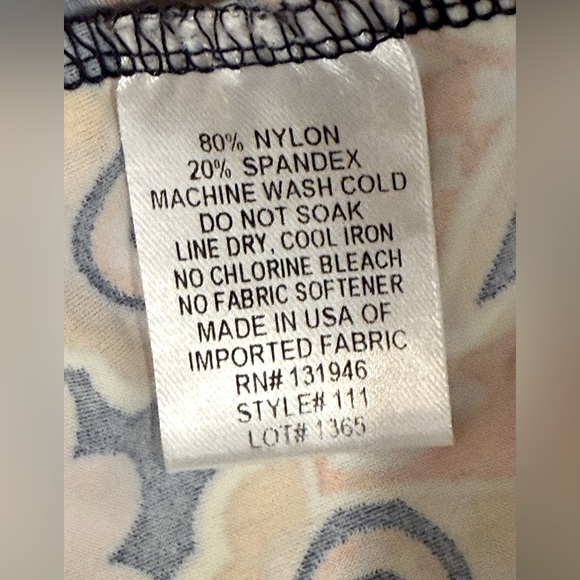 80% NYLON
20% SPANDEX
MACHINE WASH COLD
DO NOT SOAK
LINE DRY, COOL IRON
NO CHLORINE BLEACH
NO FABRIC SOFTENER
MADE IN USA OF
IMPORTED FABRIC
RN# 131946
STYLE# 111
LOT# 1365